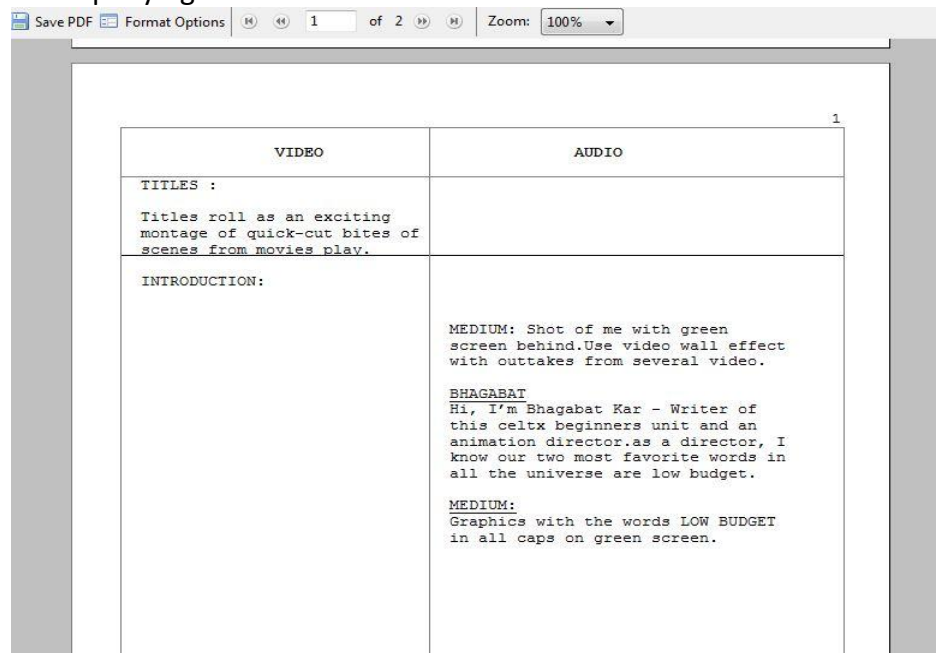 Save PDF Format Options 1 of 2 Zoom: 100%
1
VIDEO AUDIO
TITLES :
Titles roll as an exciting
montage of quick-cut bites of
scenes from movies play.
INTRODUCTION:
MEDIUM: Shot of me with green
screen behind.Use video wall effect
with outtakes from several video.
BHAGABAT
Hi, I’m Bhagabat Kar – Writer of
this celtx beginners unit and an
animation director.as a director, I
know our two most favorite words in
all the universe are low budget.
MEDIUM:
Graphics with the words LOW BUDGET
in all caps on green screen.